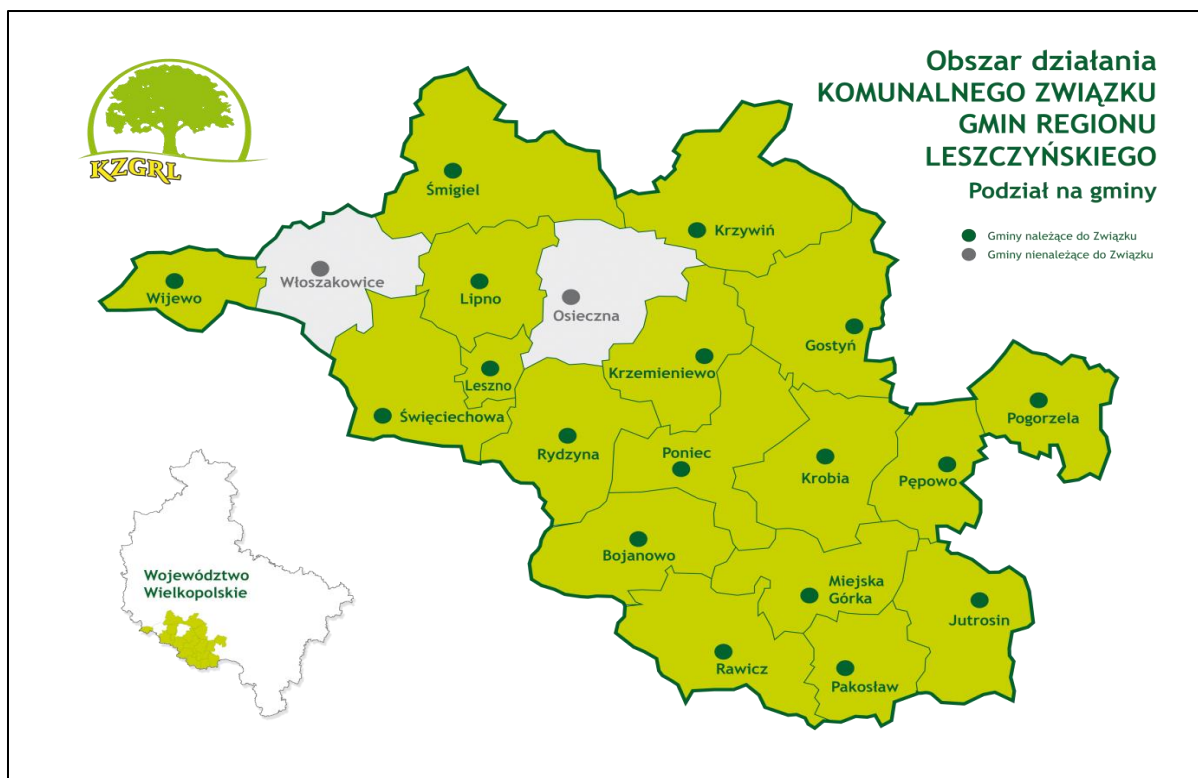 Obszar działania
KOMUNALNEGO ZWIĄZKU
GMIN REGIONU
LESZCZYŃSKIEGO
Podział na gminy
Gminy należące do Związku
Gminy nienależące do Związku
KZGRL
Śmigiel
Krzywiń
Włoszakowice
Wijewo
Lipno
Osieczna
Gostyń
Krzemieniewo
Leszno
Święciechowa
Pogorzela
Rydzyna
Poniec
Krobia
Pępowo
Bojanowo
Miejska
Górka
Jutrosin
Rawicz
Pakosław
Województwo
Wielkopolskie